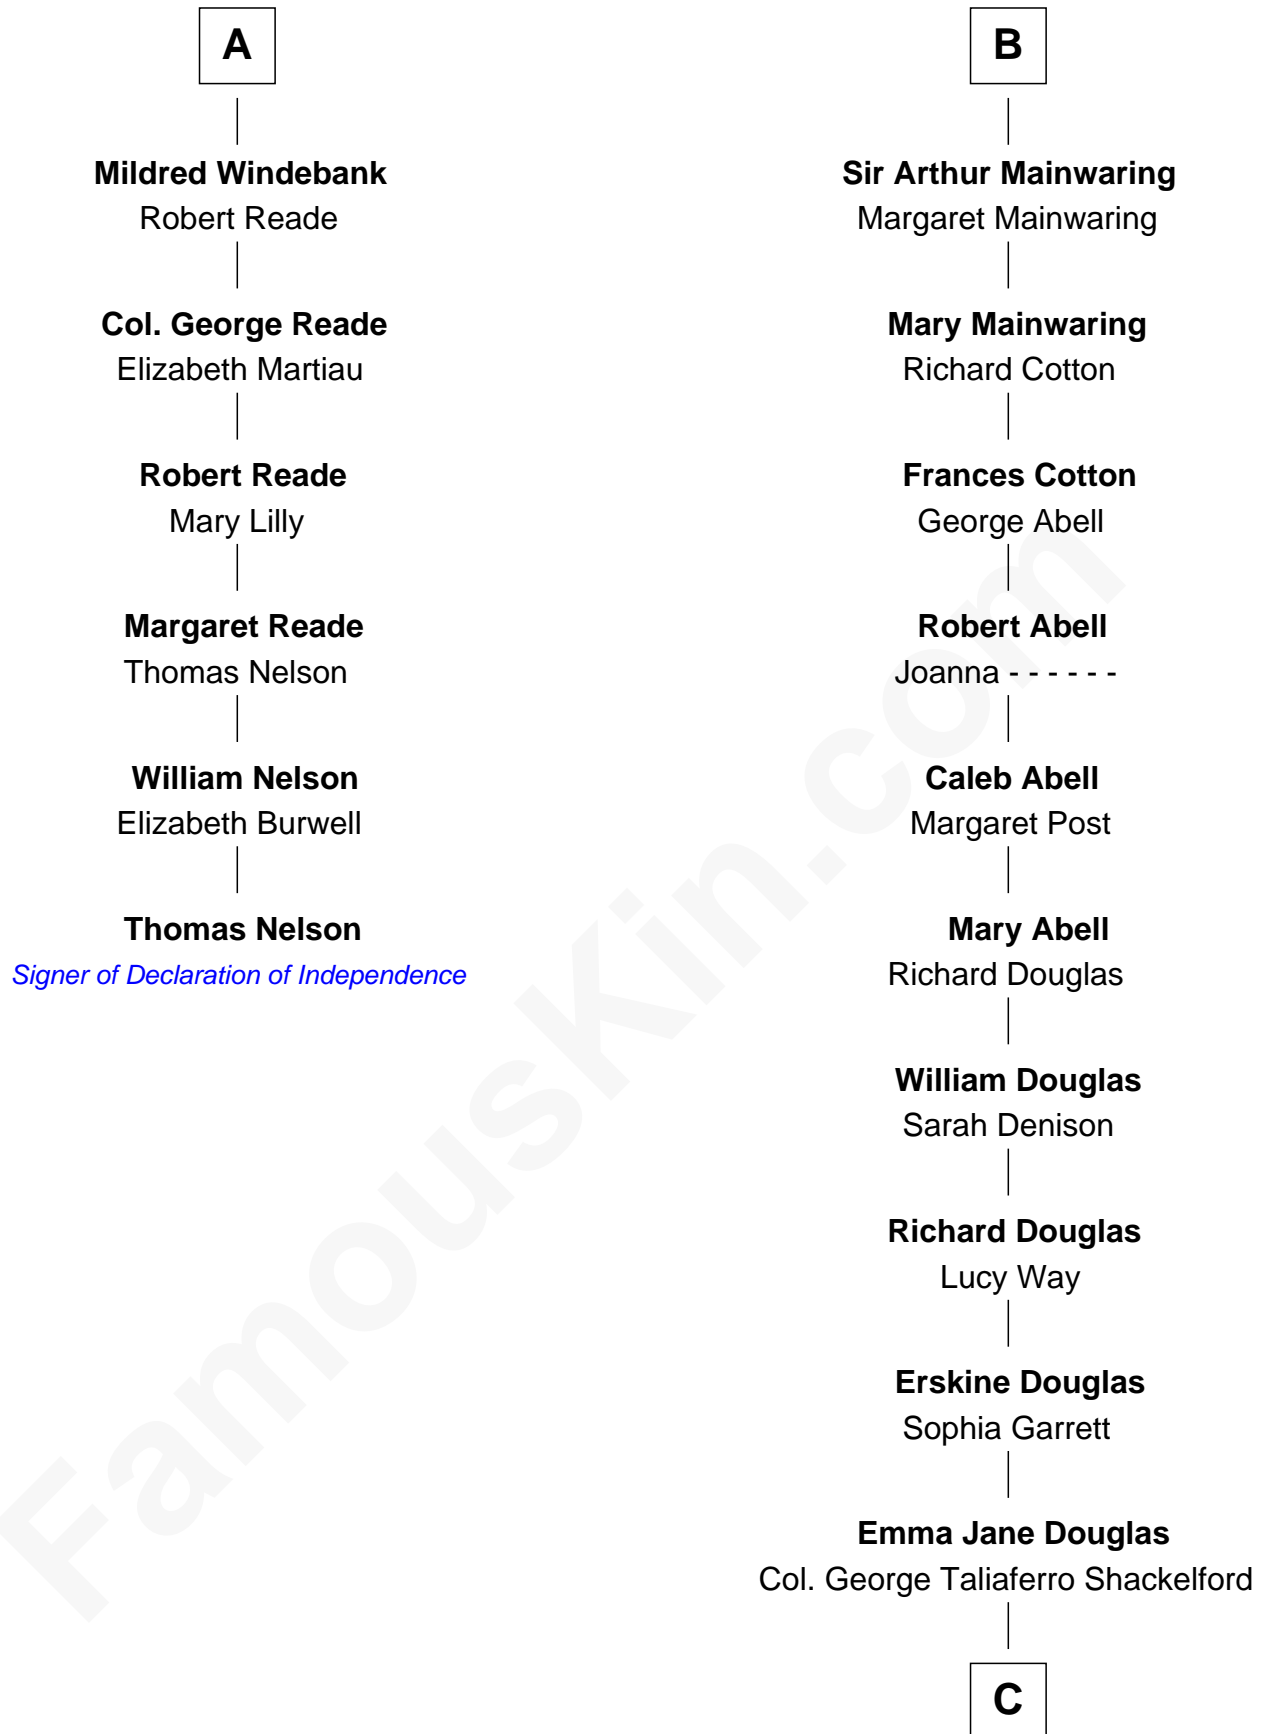 A
Mildred Windebank
Robert Reade
Col. George Reade
Elizabeth Martiau
Robert Reade
Mary Lilly
Margaret Reade
Thomas Nelson
William Nelson
Elizabeth Burwell
Thomas Nelson
Signer of Declaration of Independence
B
Sir Arthur Mainwaring
Margaret Mainwaring
Mary Mainwaring
Richard Cotton
Frances Cotton
George Abell
Robert Abell
Joanna - - - - - -
Caleb Abell
Margaret Post
Mary Abell
Richard Douglas
William Douglas
Sarah Denison
Richard Douglas
Lucy Way
Erskine Douglas
Sophia Garrett
Emma Jane Douglas
Col. George Taliaferro Shackelford
C
FamousKin.com